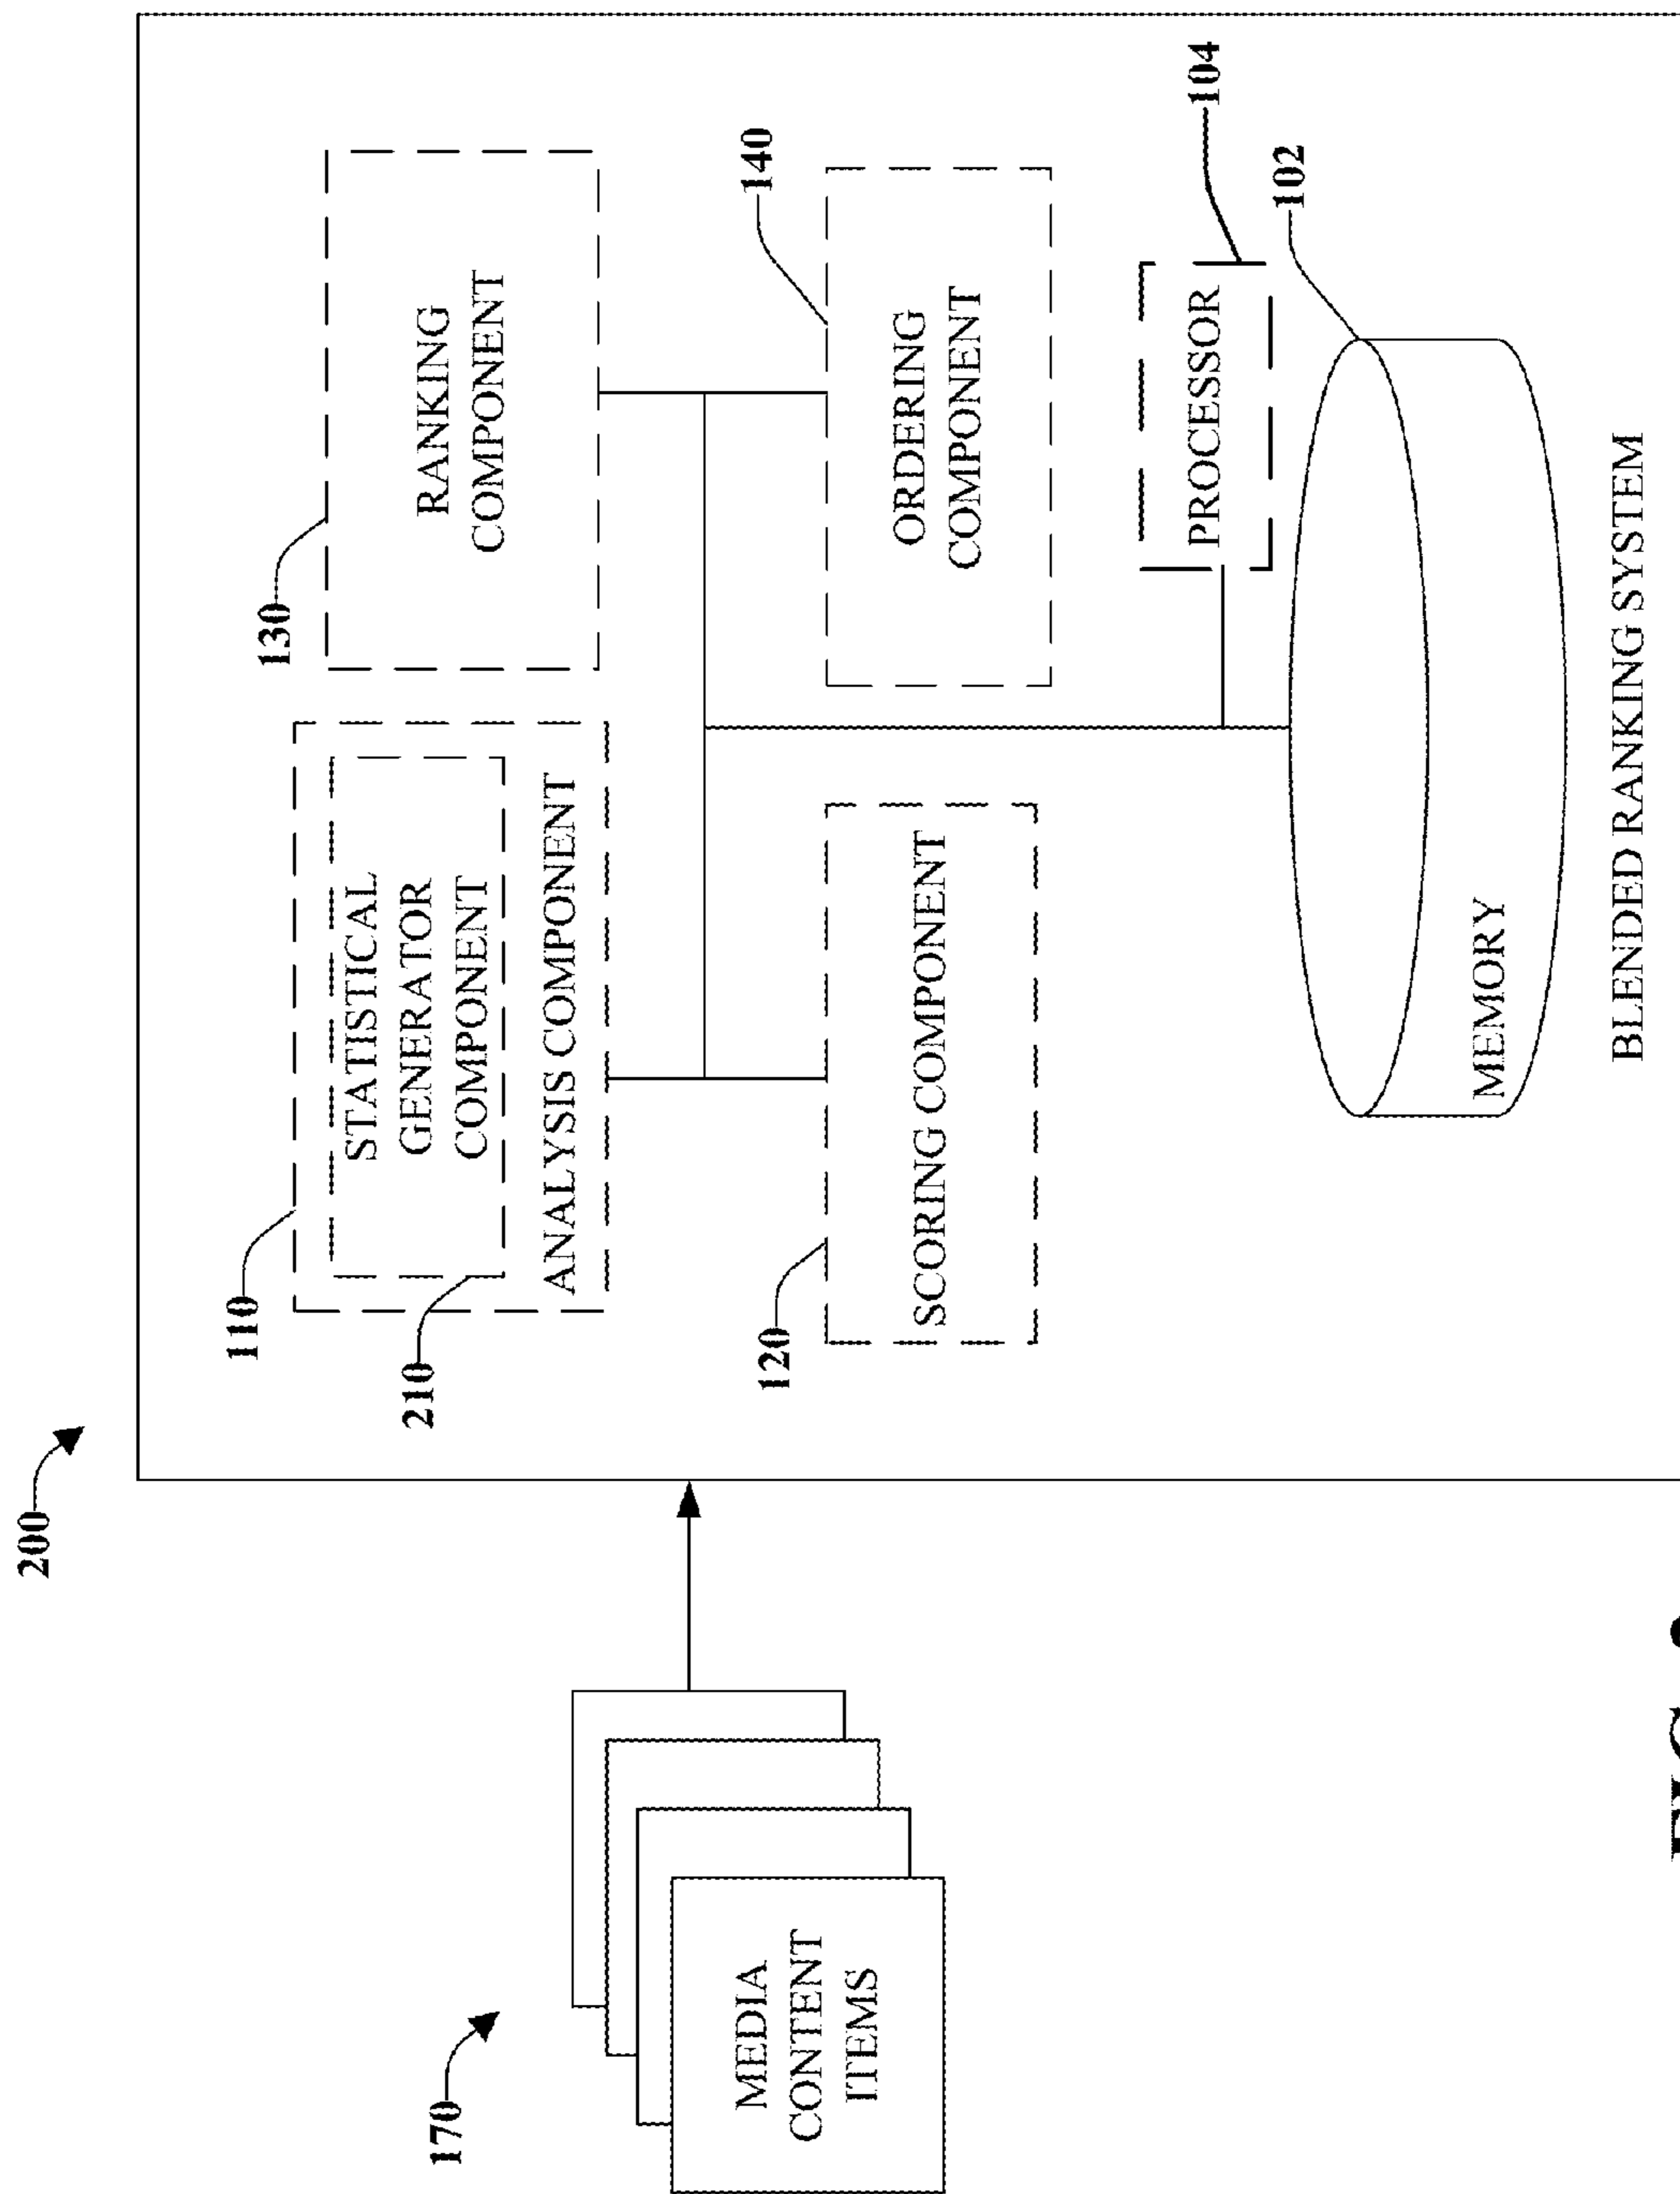 200
110
STATISTICAL
GENERATOR
COMPONENT
210
ANALYSIS COMPONENT
130
RANKING
COMPONENT
170
MEDIA
CONTENT
ITEMS
120
SCORING COMPONENT
140
ORDERING
COMPONENT
PROCESSOR
104
102
MEMORY
BLENDED RANKING SYSTEM